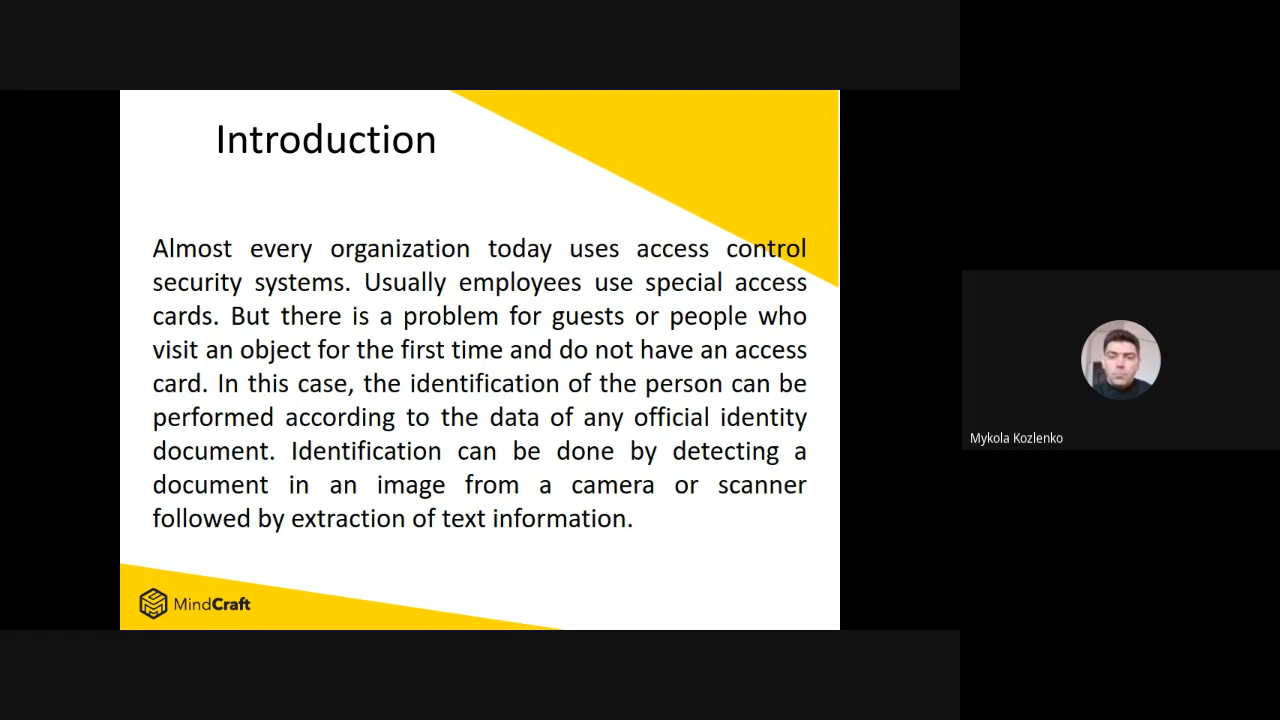 Introduction
Almost every organization today uses access control
security systems. Usually employees use special access
cards. But there is a problem for guests or people who
visit an object for the first time and do not have an access
card. In this case, the identification of the person can be
performed according to the data of any official identity
document. Identification can be done by detecting a
document in an image from a camera or scanner
followed by extraction of text information.
MindCraft
Mykola Kozlenko